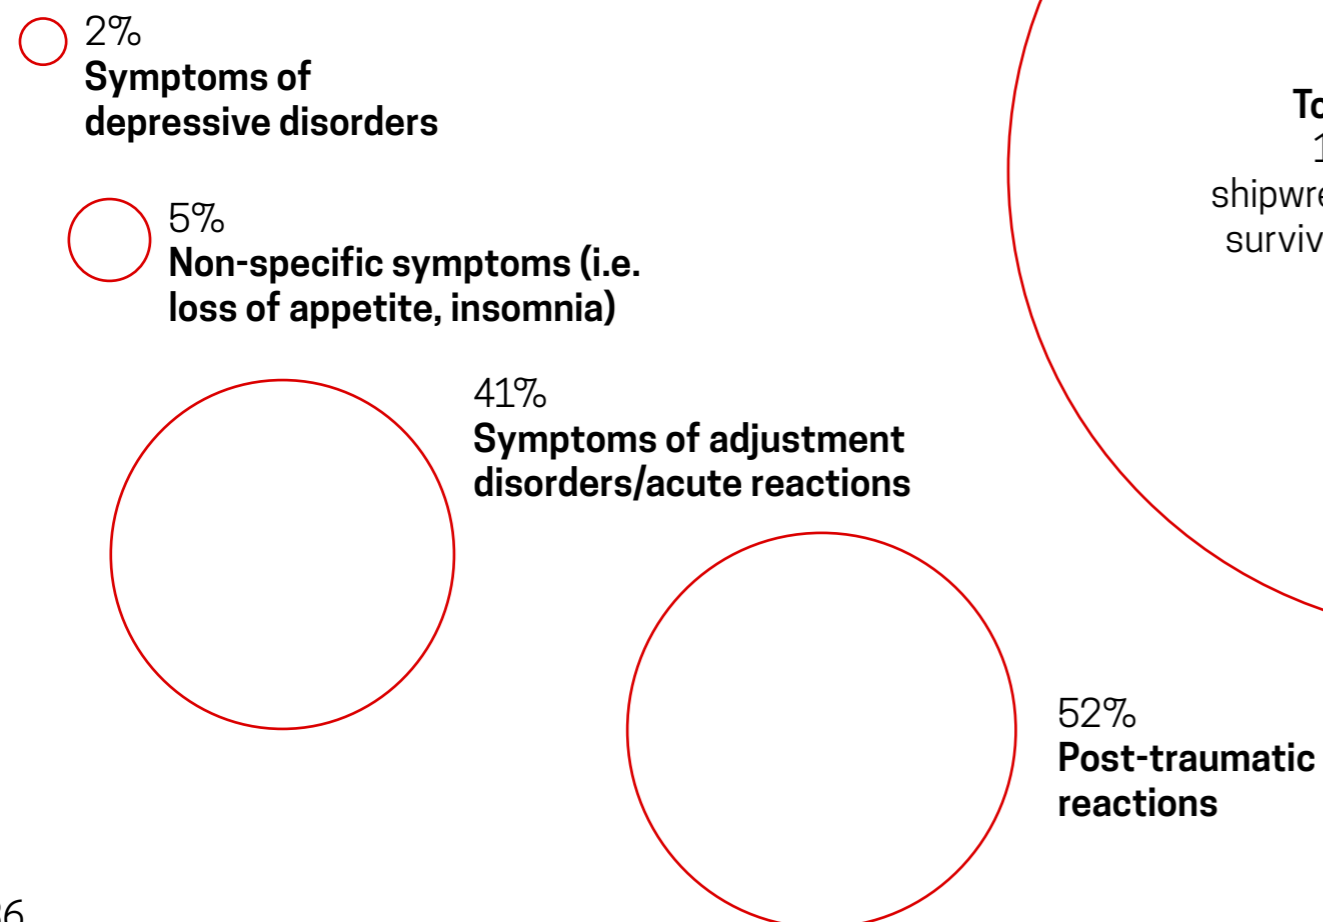 2%
Symptoms of
depressive disorders
5%
Non-specific symptoms (i.e.
loss of appetite, insomnia)
41%
Symptoms of adjustment
disorders/acute reactions
52%
Post-traumatic
reactions